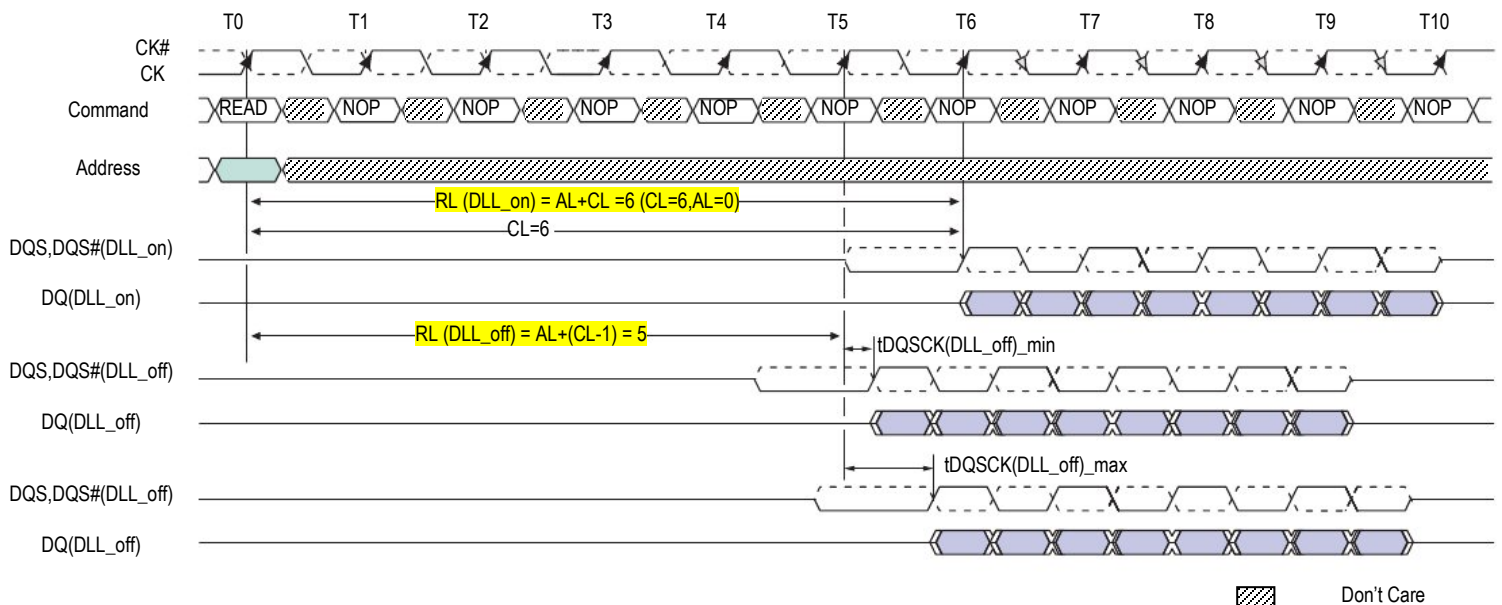 T0 T1 T2 T3 T4 T5 T6 T7 T8 T9 T10
CK#
CK
Command READ NOP NOP NOP NOP NOP NOP NOP NOP NOP NOP
Address
RL (DLL_on) = AL+CL =6 (CL=6,AL=0)
CL=6
DQS,DQS#(DLL_on)
DQ(DLL_on)
RL (DLL_off) = AL+(CL-1) = 5
tDQSCK(DLL_off)_min
DQS,DQS#(DLL_off)
DQ(DLL_off)
tDQSCK(DLL_off)_max
DQS,DQS#(DLL_off)
DQ(DLL_off)
Don't Care